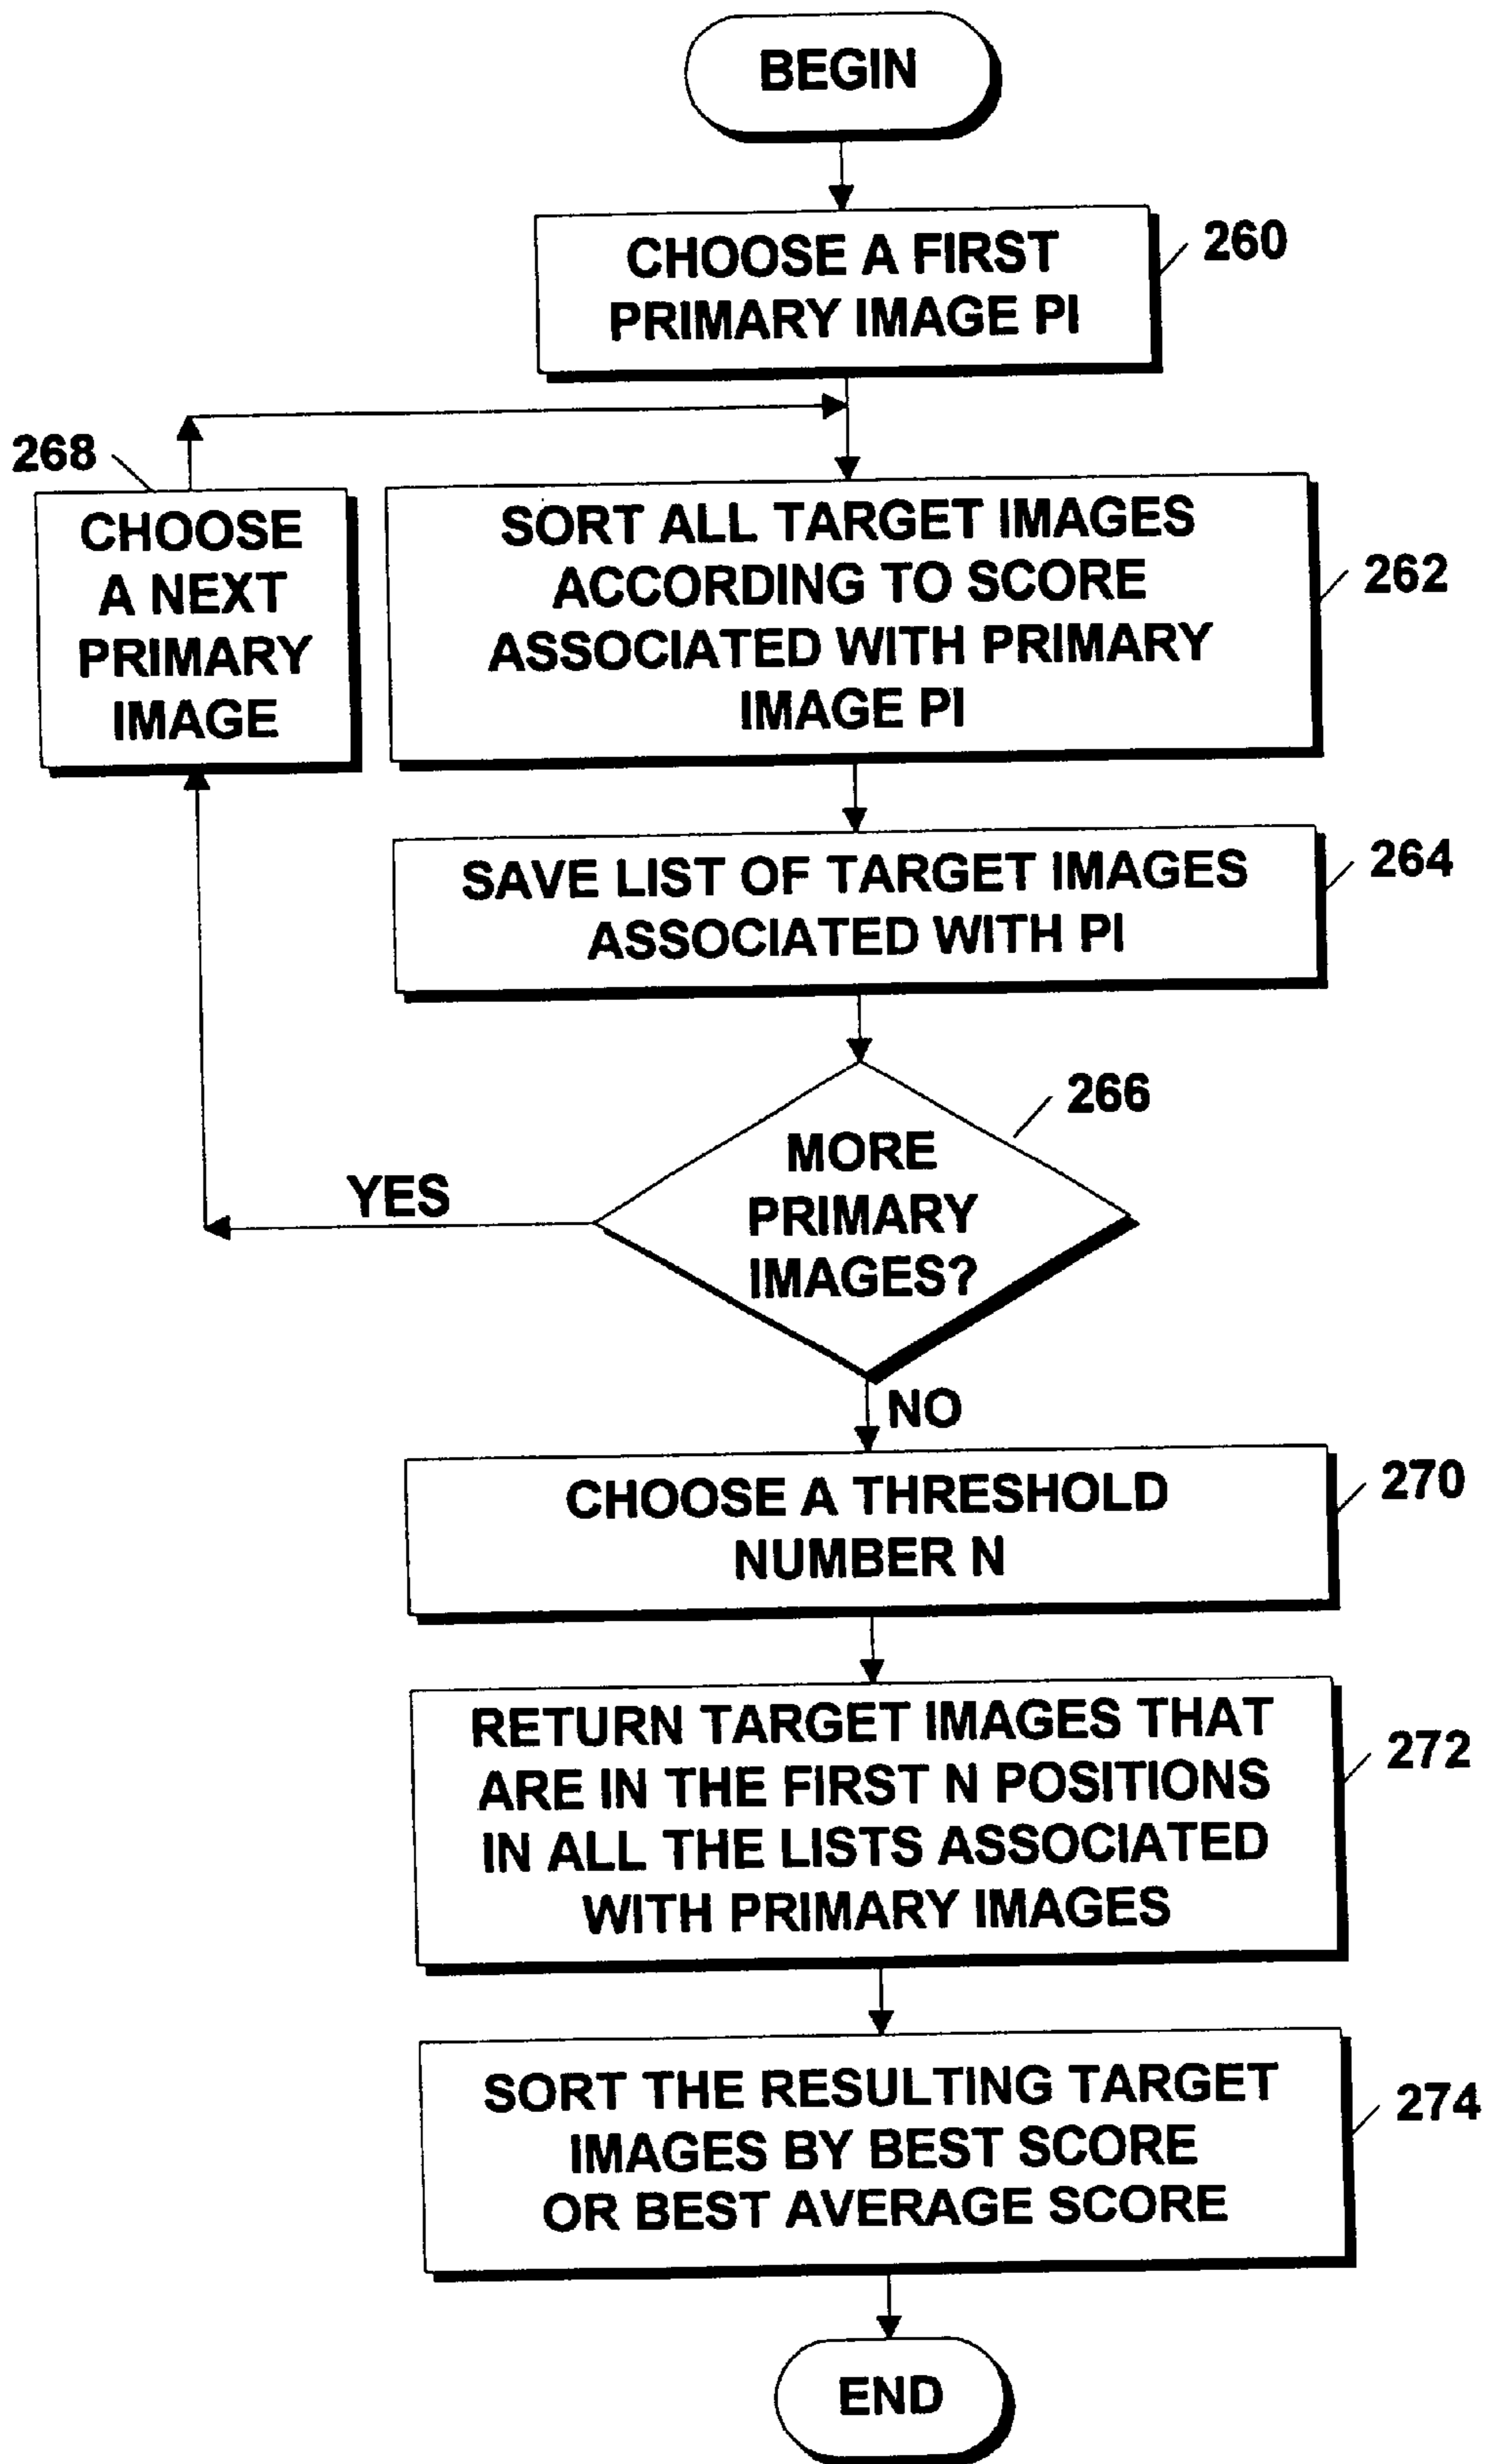 BEGIN
CHOOSE A FIRST
PRIMARY IMAGE PI
260
268
CHOOSE
A NEXT
PRIMARY
IMAGE
SORT ALL TARGET IMAGES
ACCORDING TO SCORE
ASSOCIATED WITH PRIMARY
IMAGE PI
262
SAVE LIST OF TARGET IMAGES
ASSOCIATED WITH PI
264
266
MORE
PRIMARY
IMAGES?
YES
NO
CHOOSE A THRESHOLD
NUMBER N
270
RETURN TARGET IMAGES THAT
ARE IN THE FIRST N POSITIONS
IN ALL THE LISTS ASSOCIATED
WITH PRIMARY IMAGES
272
SORT THE RESULTING TARGET
IMAGES BY BEST SCORE
OR BEST AVERAGE SCORE
274
END